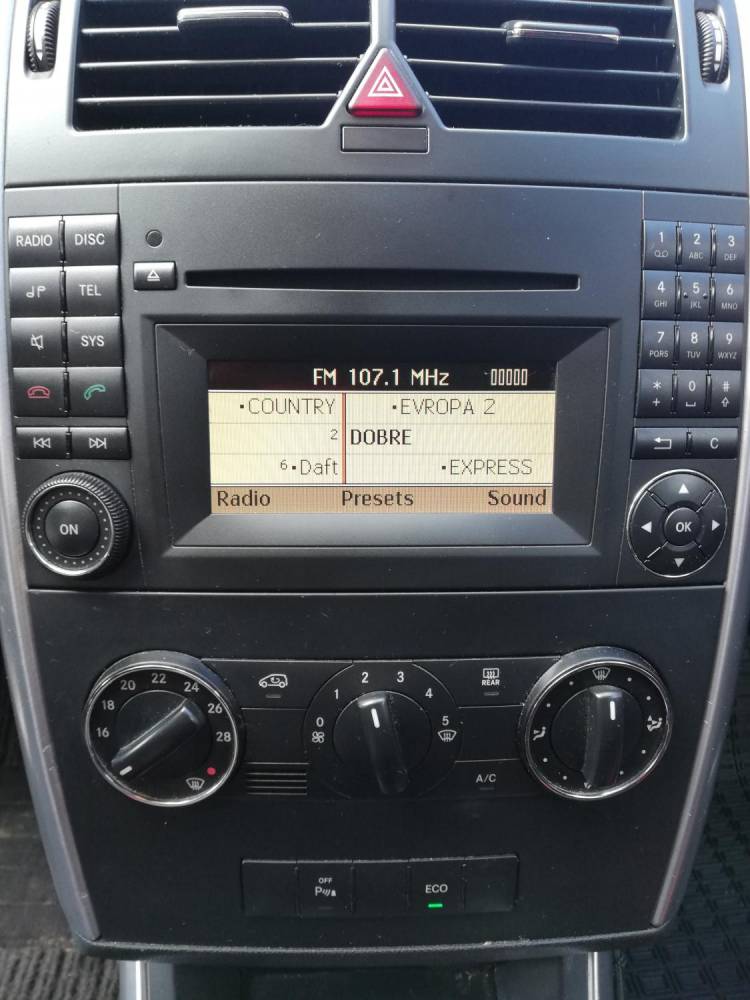 RADIO DISC
TEL
SYS
ON
1 2 ABC 3 DEF
4 GHI 5 JKL 6 MNO
7 PQRS 8 TUV 9 WXYZ
* + 0 #
C
OK
FM 107.1 MHz 00000
•COUNTRY •EVROPA 2
2 DOBRE
6•Daft •EXPRESS
Radio Presets Sound
16 18 20 22 24 26 28
0 1 2 3 4 5
REAR
A/C
OFF
P
ECO